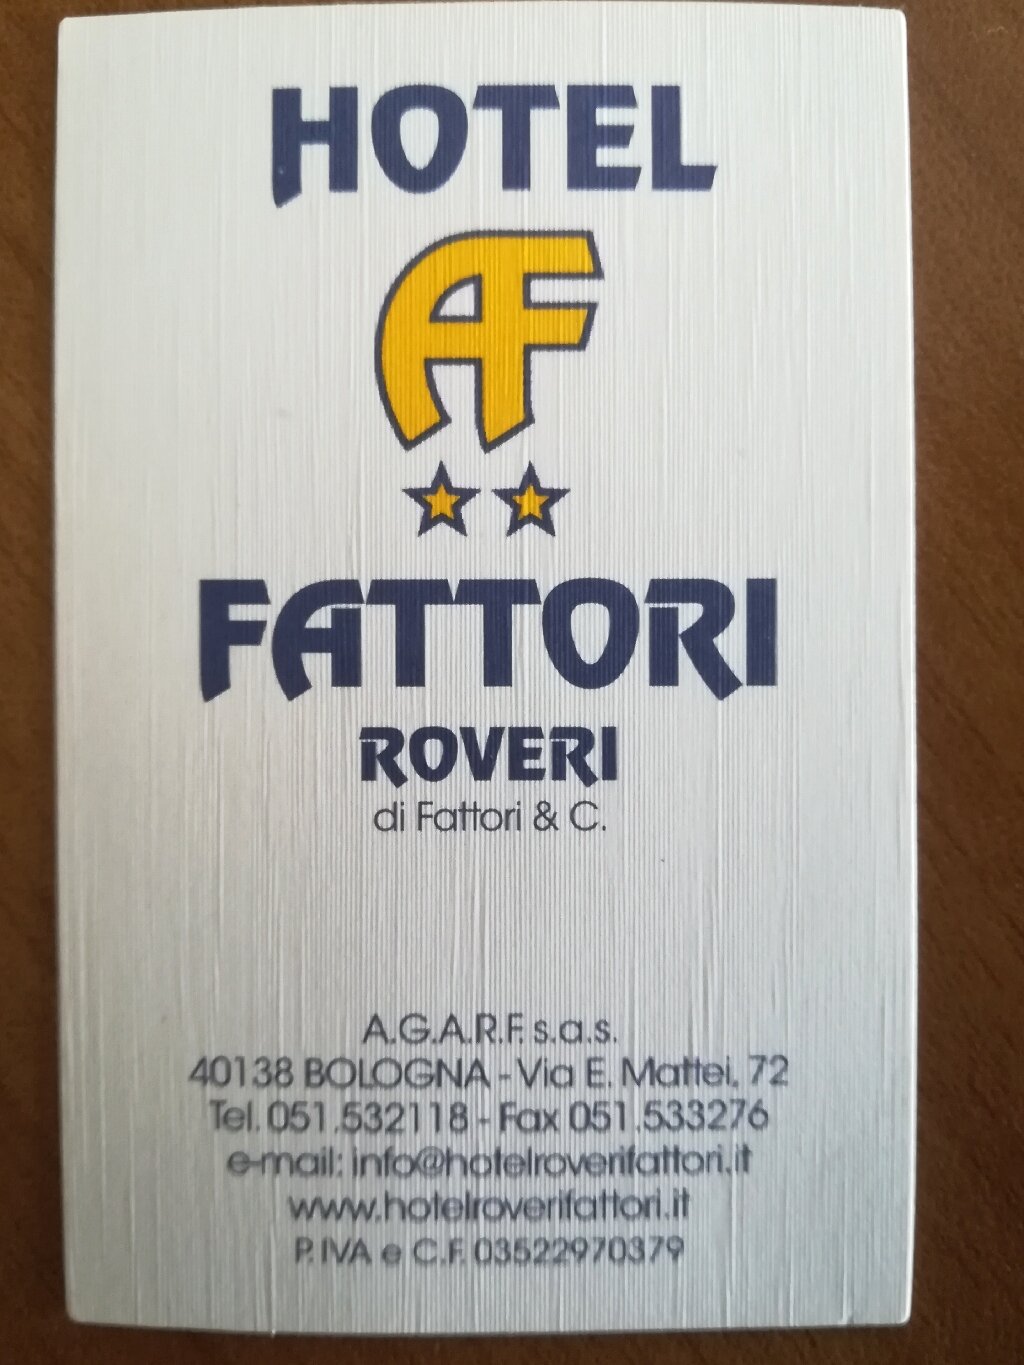 HOTEL
AF
FATTORI
ROVERI
di Fattori & C.
A.G.A.R.F. s.a.s.
40138 BOLOGNA - Via E. Mattei, 72
Tel. 051.532118 - Fax 051.533276
e-mail: info@hotelroverifattori.it
www.hotelroverifattori.it
P. IVA e C.F. 03522970379